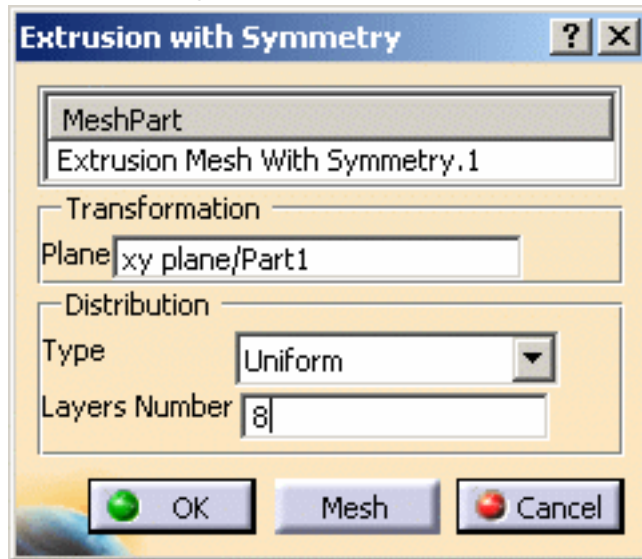 Extrusion with Symmetry ? X
MeshPart
Extrusion Mesh With Symmetry.1
Transformation
Plane xy plane/Part1
Distribution
Type Uniform
Layers Number 8
OK Mesh Cancel